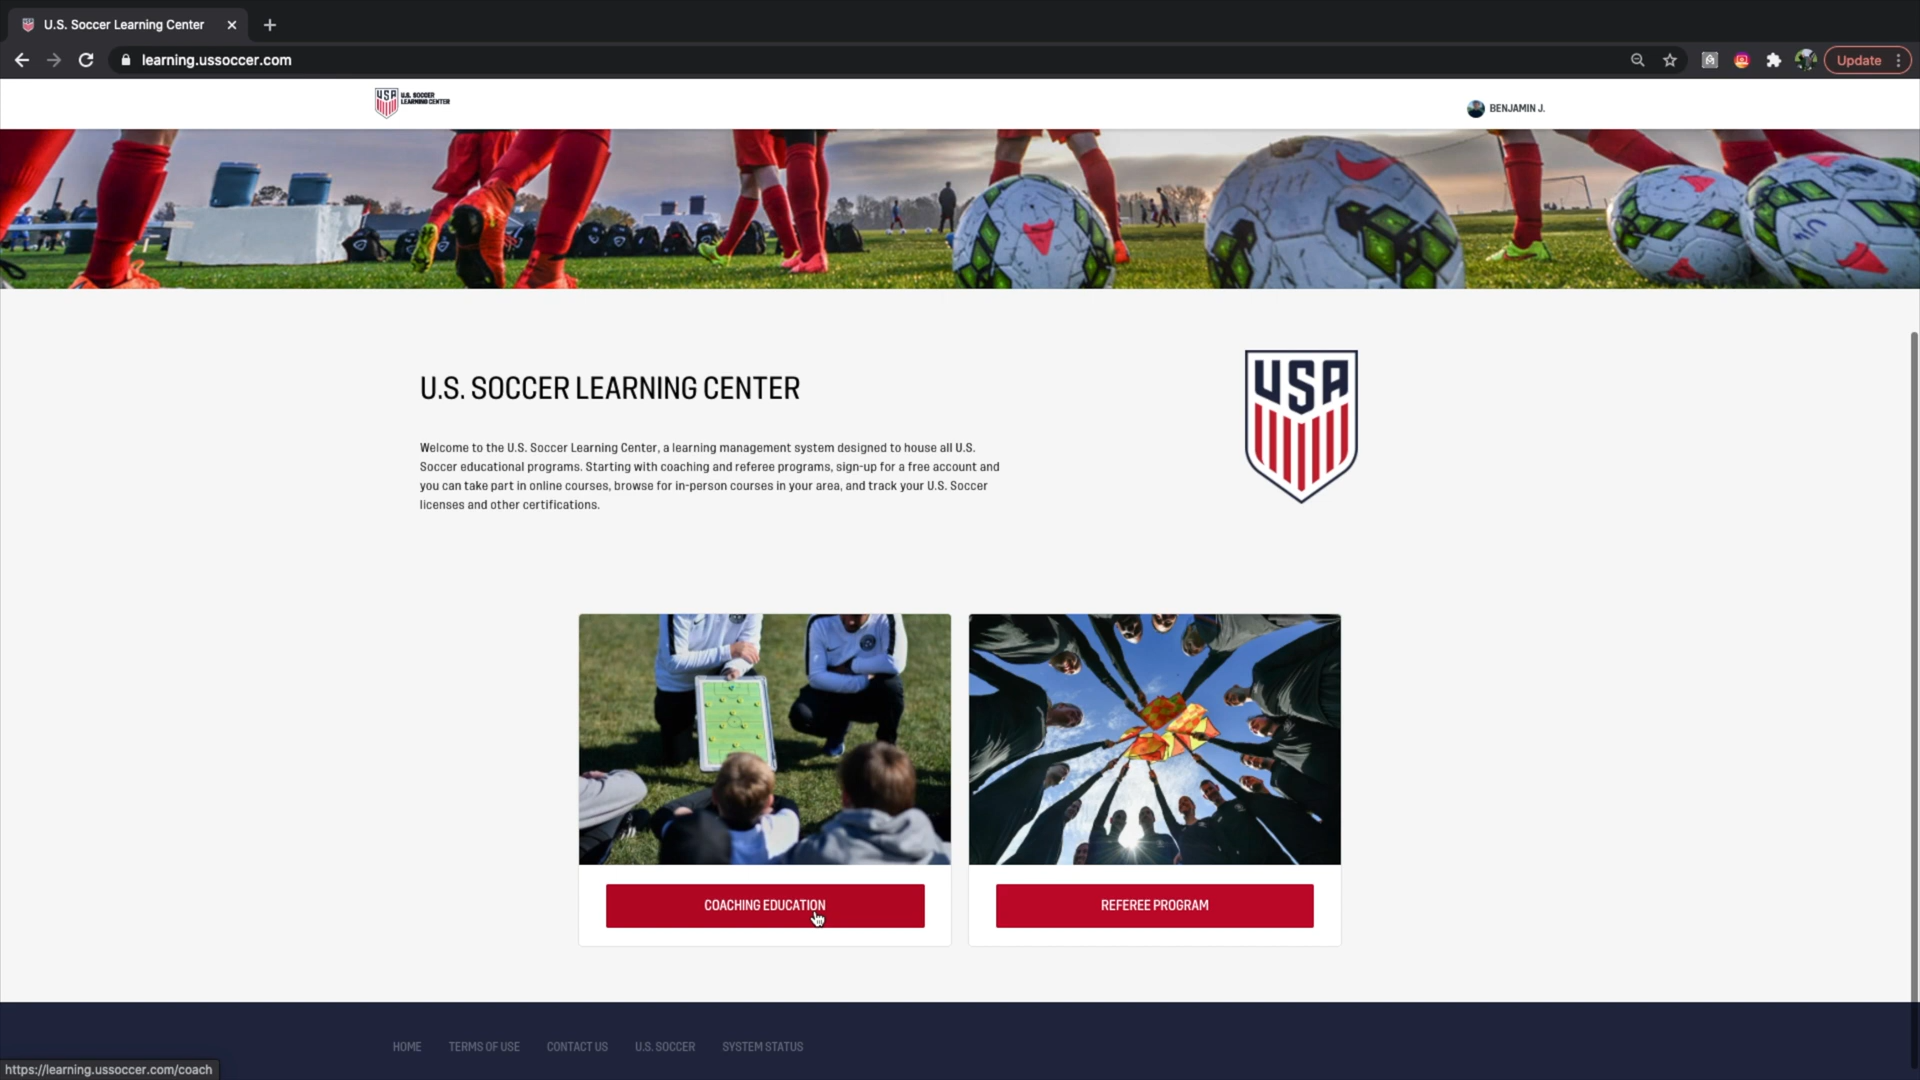 U.S. Soccer Learning Center
learning.ussoccer.com
Update
USA
U.S. SOCCER
LEARNING CENTER
BENJAMIN J.
U.S. SOCCER LEARNING CENTER
USA
Welcome to the U.S. Soccer Learning Center, a learning management system designed to house all U.S.
Soccer educational programs. Starting with coaching and referee programs, sign-up for a free account and
you can take part in online courses, browse for in-person courses in your area, and track your U.S. Soccer
licenses and other certifications.
COACHING EDUCATION
REFEREE PROGRAM
HOME
TERMS OF USE
CONTACT US
U.S. SOCCER
SYSTEM STATUS
https://learning.ussoccer.com/coach